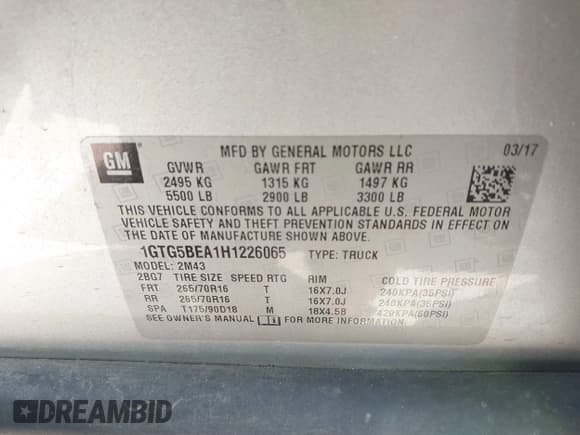 GM
MFD BY GENERAL MOTORS LLC 03/17
GVWR GAWR FRT GAWR RR
2495 KG 1315 KG 1497 KG
5500 LB 2900 LB 3300 LB
THIS VEHICLE CONFORMS TO ALL APPLICABLE U.S. FEDERAL MOTOR
VEHICLE SAFETY AND THEFT PREVENTION STANDARDS IN EFFECT ON
THE DATE OF MANUFACTURE SHOWN ABOVE.
1GTG5BEA1H1226065 TYPE: TRUCK
MODEL: 2M43
2BG7 TIRE SIZE SPEED RTG RIM COLD TIRE PRESSURE
FRT 265/70R16 T 16X7.0J 240KPA(35PSI)
RR 265/70R16 T 16X7.0J 240KPA(35PSI)
SPA T175/90D18 M 18X4.5B 420KPA(60PSI)
SEE OWNER'S MANUAL FOR MORE INFORMATION.
DREAMBID